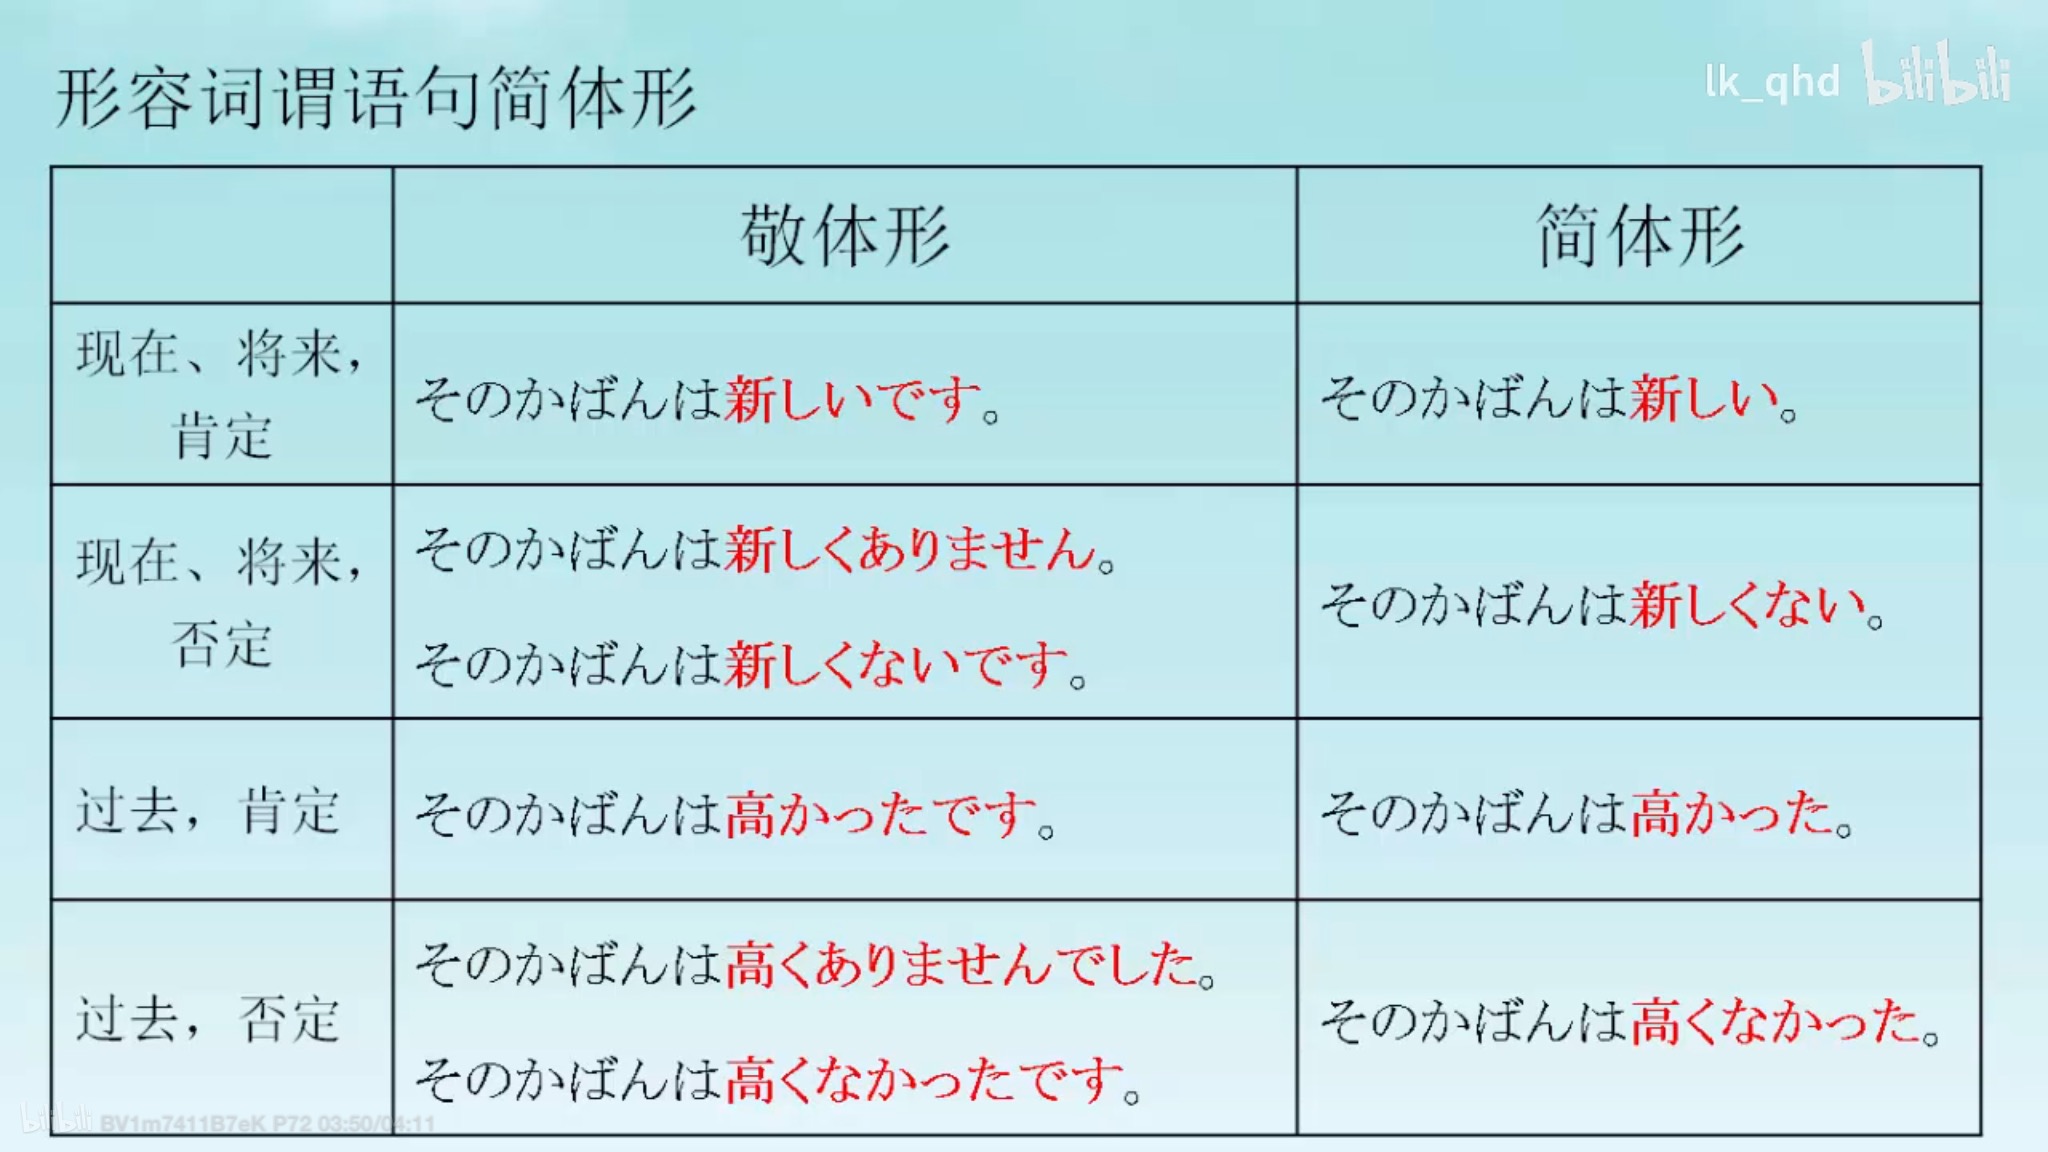 形容词谓语句简体形
lk_qhd bilibili
敬体形
简体形
现在、将来，
肯定
そのかばんは新しいです。
そのかばんは新しい。
现在、将来，
否定
そのかばんは新しくありません。
そのかばんは新しくないです。
そのかばんは新しくない。
过去，肯定
そのかばんは高かったです。
そのかばんは高かった。
过去，否定
そのかばんは高くありませんでした。
そのかばんは高くなかったです。
そのかばんは高くなかった。
bilibili BV1m7411B7eK P72 03:50/04:11